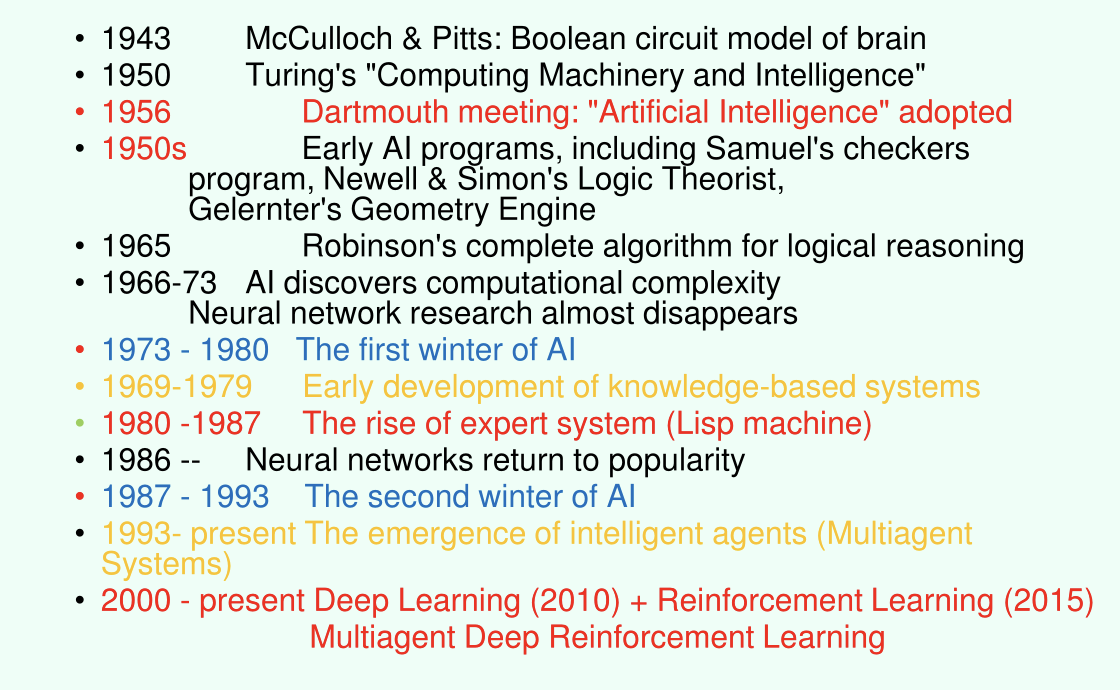 • 1943 McCulloch & Pitts: Boolean circuit model of brain
• 1950 Turing's "Computing Machinery and Intelligence"
• 1956 Dartmouth meeting: "Artificial Intelligence" adopted
• 1950s Early AI programs, including Samuel's checkers
program, Newell & Simon's Logic Theorist,
Gelernter's Geometry Engine
• 1965 Robinson's complete algorithm for logical reasoning
• 1966-73 AI discovers computational complexity
Neural network research almost disappears
• 1973 - 1980 The first winter of AI
• 1969-1979 Early development of knowledge-based systems
• 1980 -1987 The rise of expert system (Lisp machine)
• 1986 -- Neural networks return to popularity
• 1987 - 1993 The second winter of AI
• 1993- present The emergence of intelligent agents (Multiagent
Systems)
• 2000 - present Deep Learning (2010) + Reinforcement Learning (2015)
Multiagent Deep Reinforcement Learning